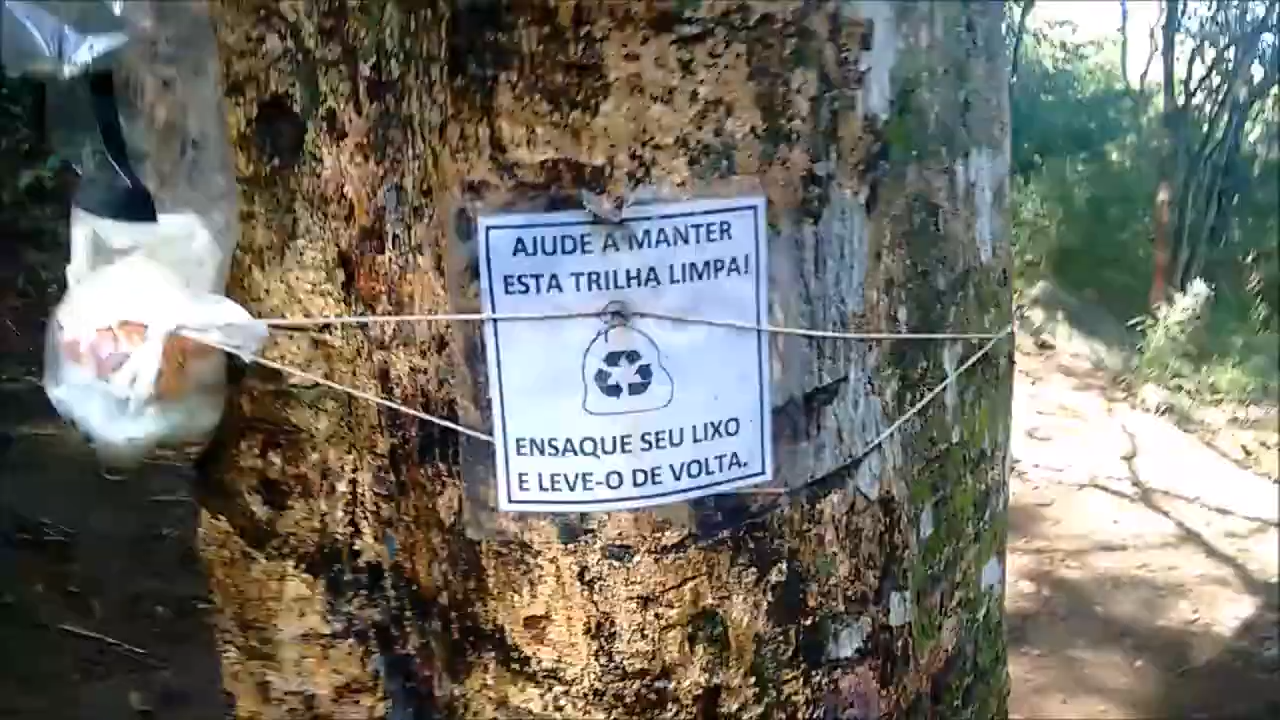 AJUDE A MANTER
ESTA TRILHA LIMPA!
ENSAQUE SEU LIXO
E LEVE-O DE VOLTA.